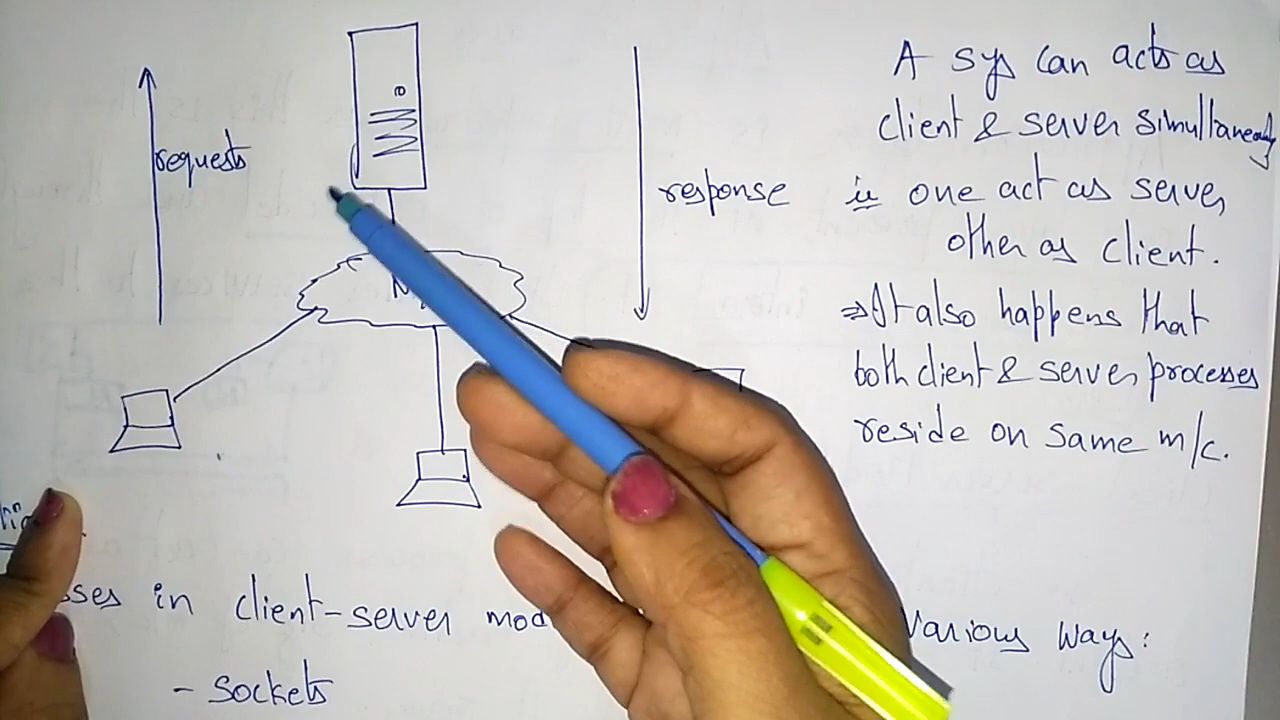 requests
response
A sys can acts as
client & server simultaneously
ie one act as server,
other as client.
⇒ It also happens that
both client & server processes
reside on same m/c.
in client-server
various ways:
- sockets